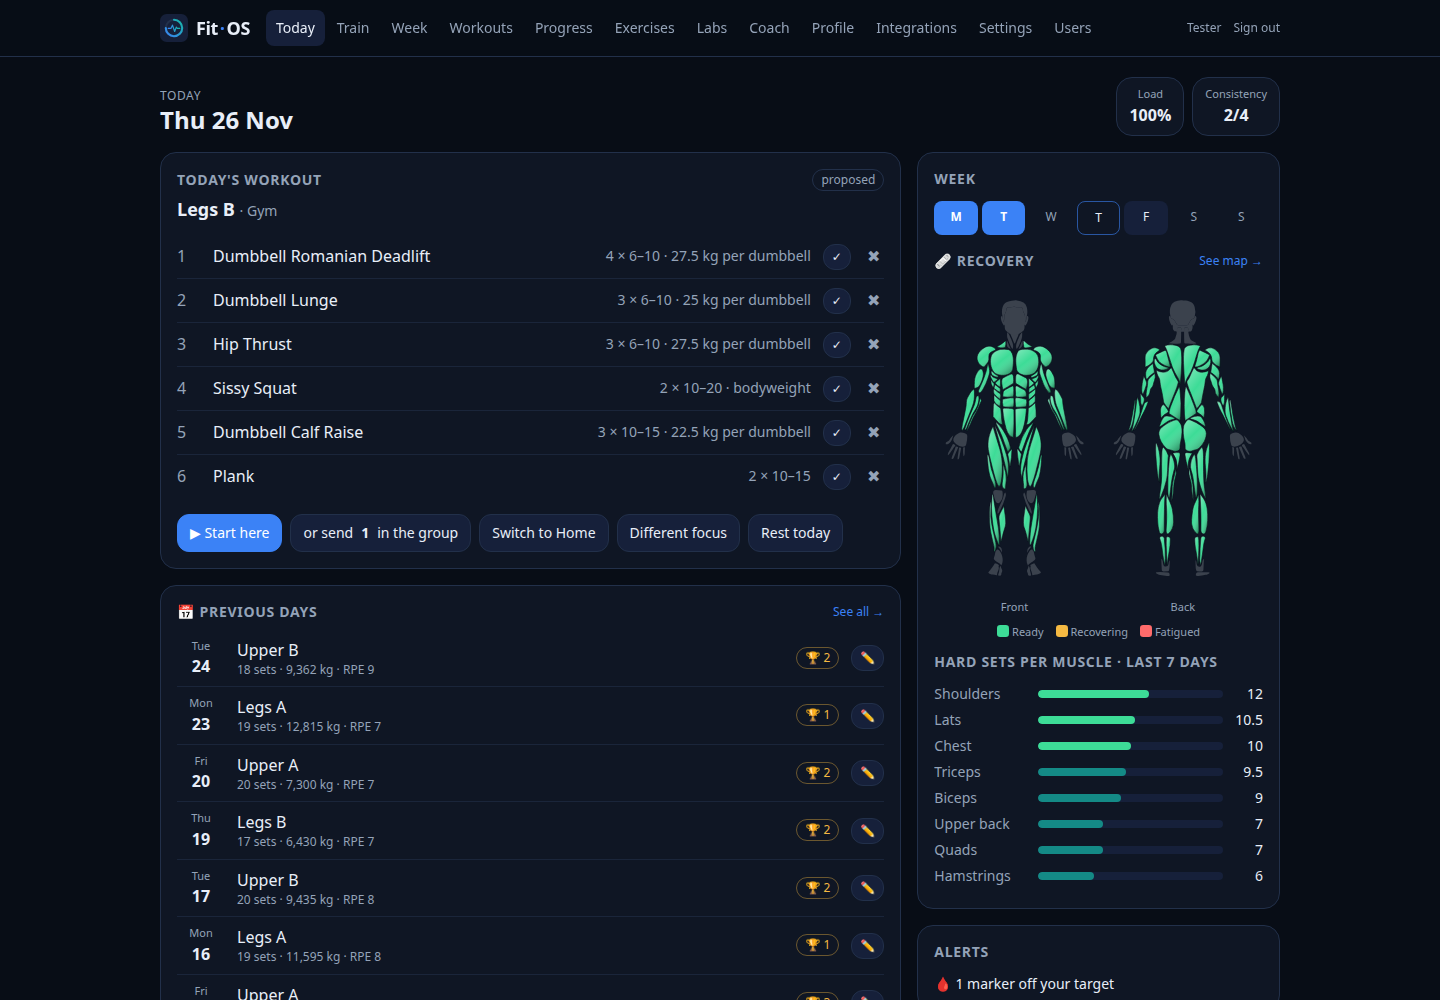 Fit·OS Today Train Week Workouts Progress Exercises Labs Coach Profile Integrations Settings Users Tester Sign out
TODAY
Thu 26 Nov
Load
100%
Consistency
2/4
TODAY'S WORKOUT proposed
Legs B · Gym
1 Dumbbell Romanian Deadlift 4 × 6–10 · 27.5 kg per dumbbell ✓ ✖
2 Dumbbell Lunge 3 × 6–10 · 25 kg per dumbbell ✓ ✖
3 Hip Thrust 3 × 6–10 · 27.5 kg per dumbbell ✓ ✖
4 Sissy Squat 2 × 10–20 · bodyweight ✓ ✖
5 Dumbbell Calf Raise 3 × 10–15 · 22.5 kg per dumbbell ✓ ✖
6 Plank 2 × 10–15 ✓ ✖
▶ Start here or send 1 in the group Switch to Home Different focus Rest today
📅 PREVIOUS DAYS See all →
Tue
24
Upper B
18 sets · 9,362 kg · RPE 9
🏆 2 ✏️
Mon
23
Legs A
19 sets · 12,815 kg · RPE 7
🏆 1 ✏️
Fri
20
Upper A
20 sets · 7,300 kg · RPE 7
🏆 2 ✏️
Thu
19
Legs B
17 sets · 6,430 kg · RPE 7
🏆 2 ✏️
Tue
17
Upper B
20 sets · 9,435 kg · RPE 8
🏆 2 ✏️
Mon
16
Legs A
19 sets · 11,595 kg · RPE 8
🏆 1 ✏️
Fri
Upper A
WEEK
M T W T F S S
🩹 RECOVERY See map →
Front Back
Ready Recovering Fatigued
HARD SETS PER MUSCLE · LAST 7 DAYS
Shoulders 12
Lats 10.5
Chest 10
Triceps 9.5
Biceps 9
Upper back 7
Quads 7
Hamstrings 6
ALERTS
🩸 1 marker off your target